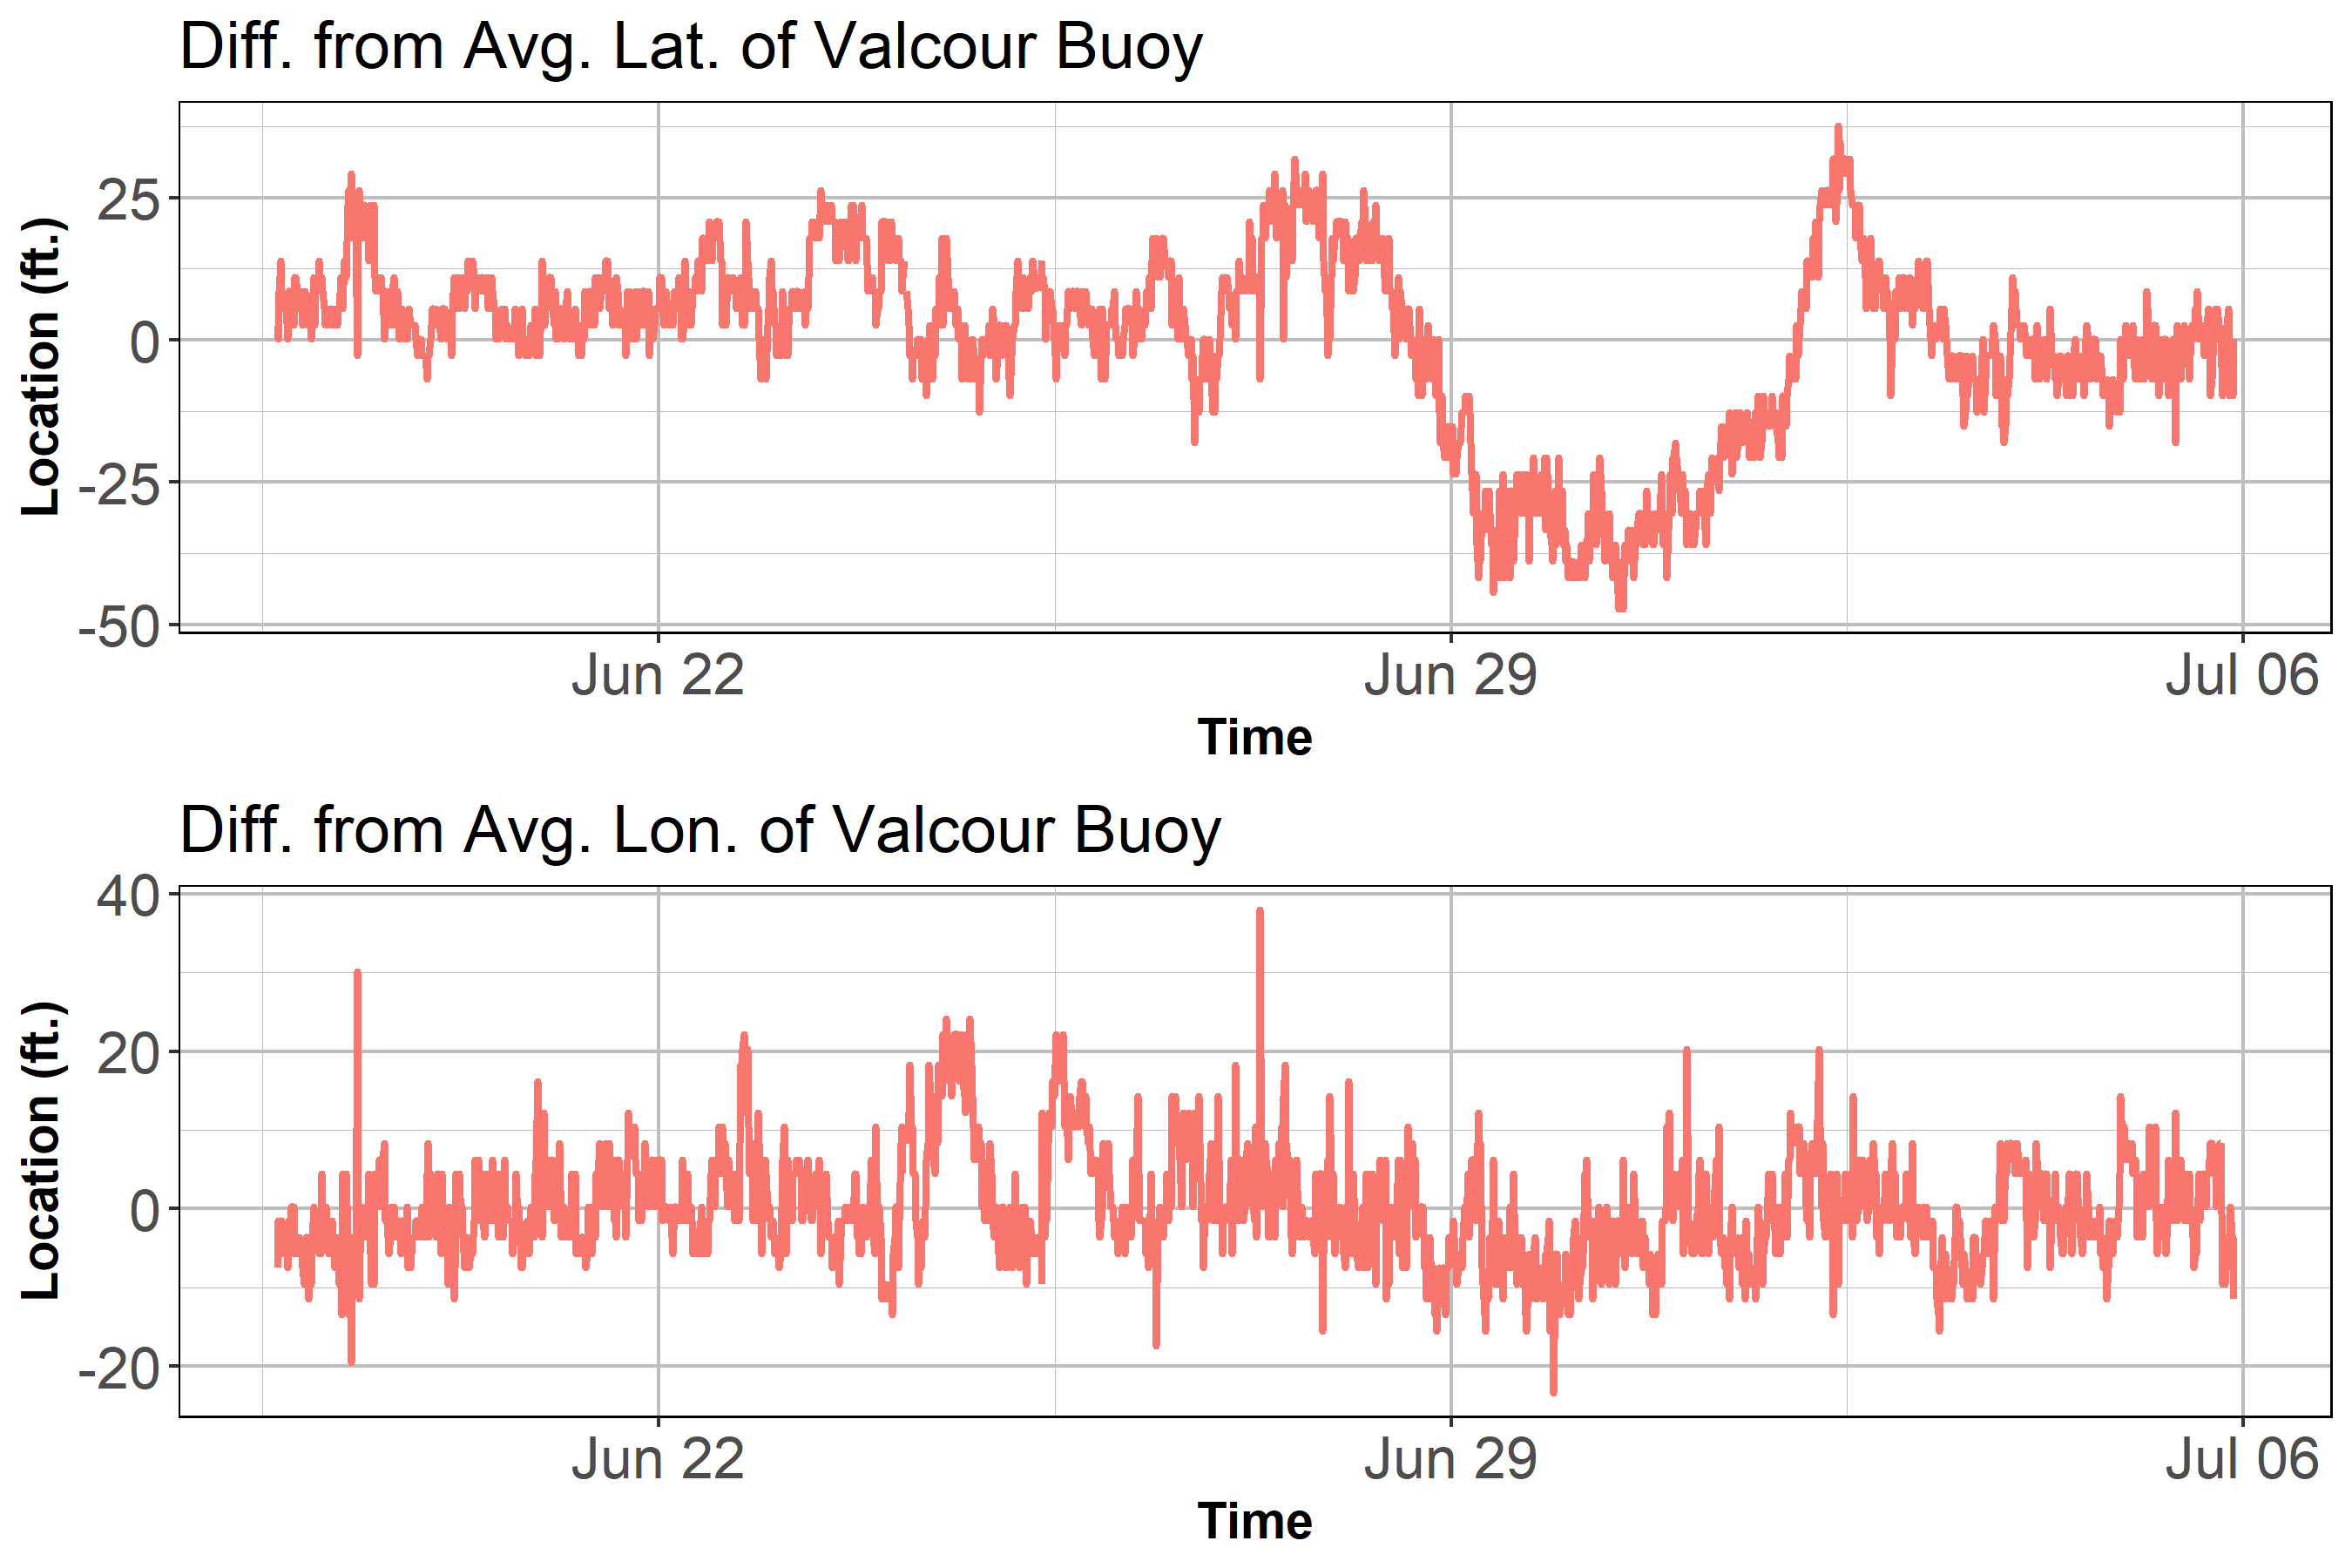 Diff. from Avg. Lat. of Valcour Buoy
Location (ft.)
25
0
-25
-50
Jun 22 Jun 29 Jul 06
Time
Diff. from Avg. Lon. of Valcour Buoy
Location (ft.)
40
20
0
-20
Jun 22 Jun 29 Jul 06
Time